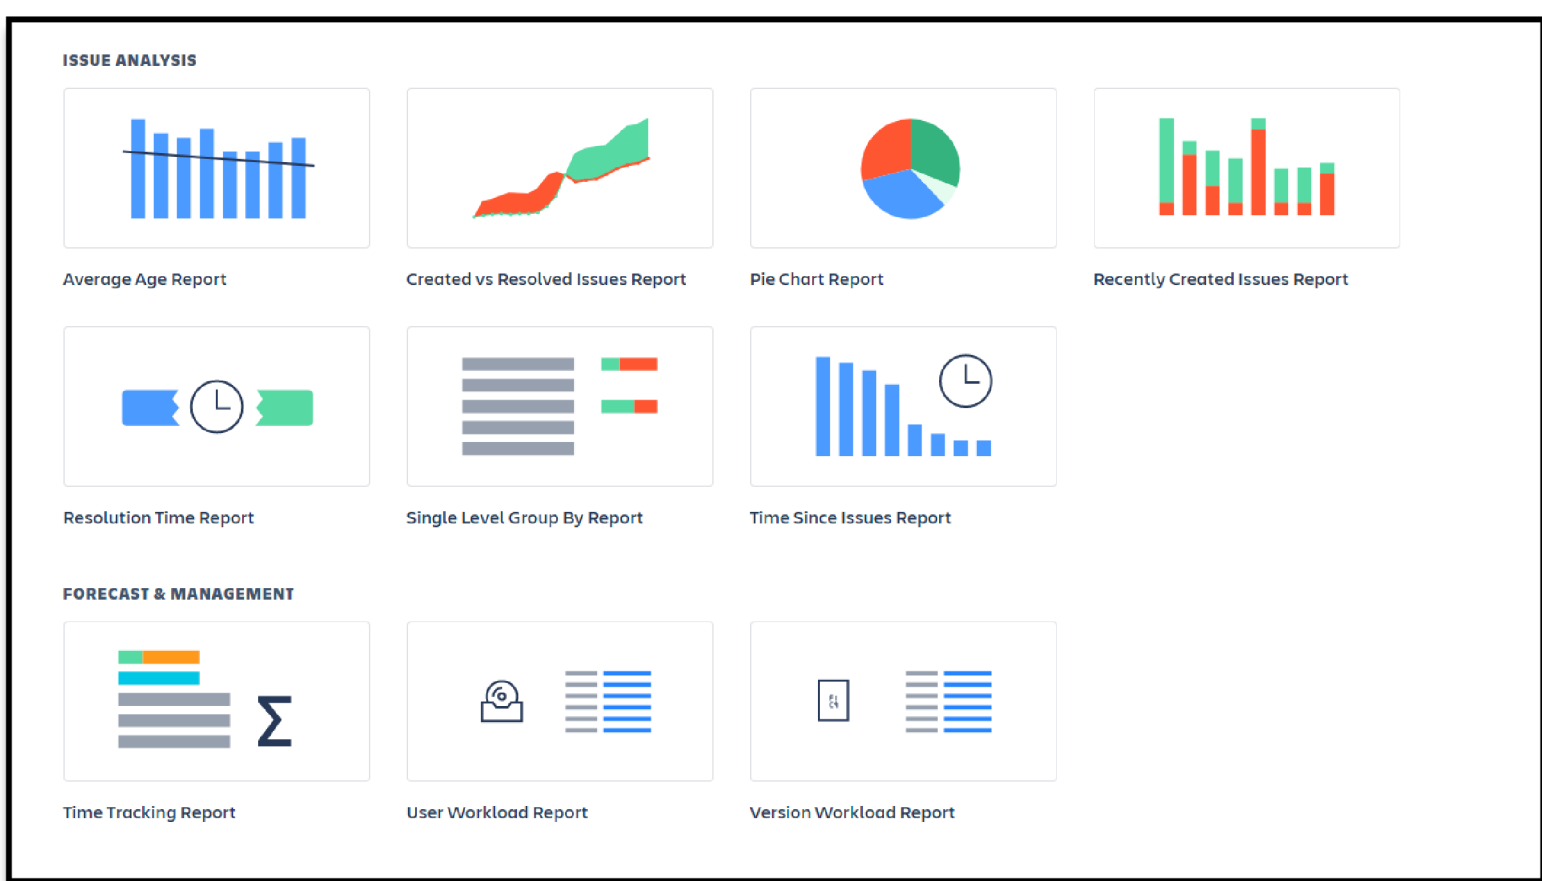 ISSUE ANALYSIS
Average Age Report
Created vs Resolved Issues Report
Pie Chart Report
Recently Created Issues Report
Resolution Time Report
Single Level Group By Report
Time Since Issues Report
FORECAST & MANAGEMENT
Time Tracking Report
User Workload Report
Version Workload Report